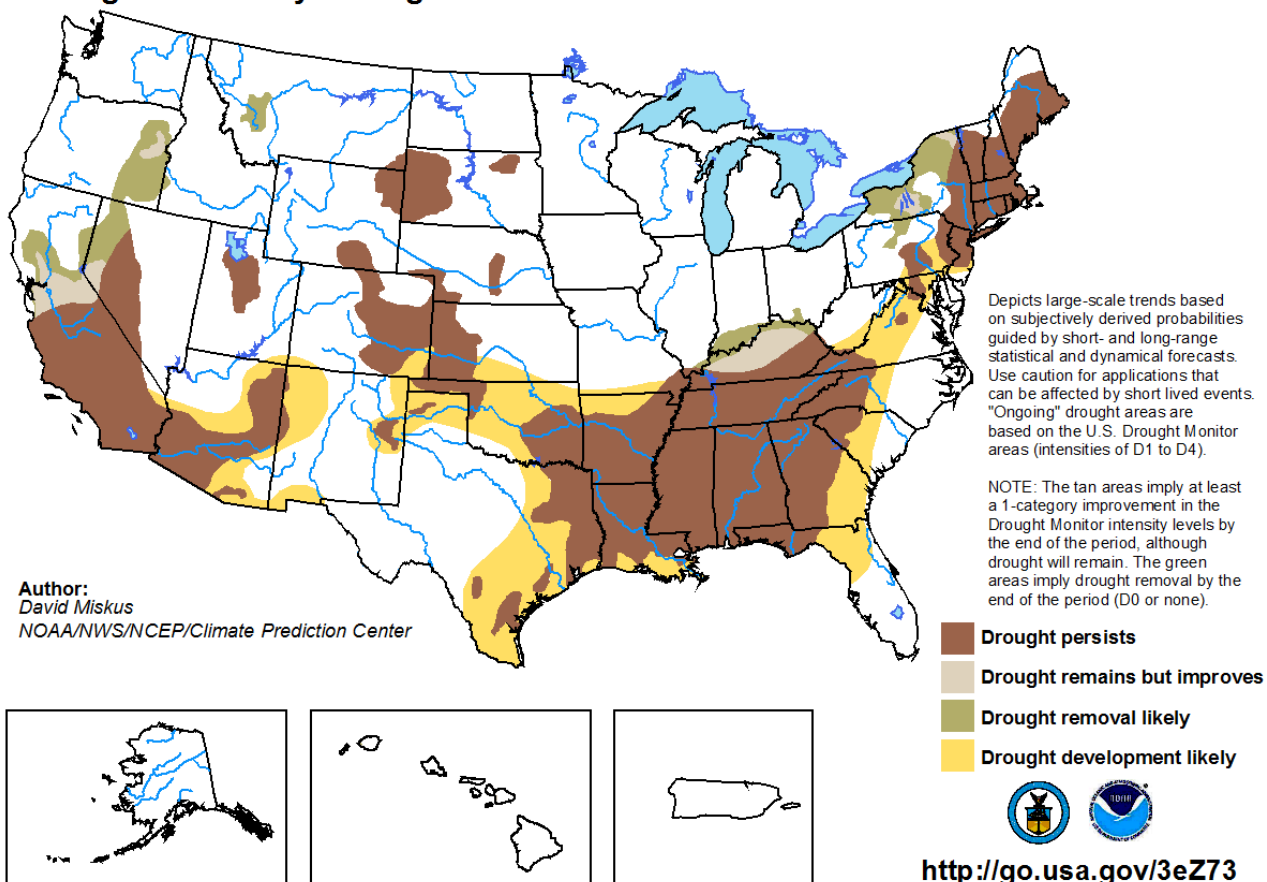 Depicts large-scale trends based
on subjectively derived probabilities
guided by short- and long-range
statistical and dynamical forecasts.
Use caution for applications that
can be affected by short lived events.
"Ongoing" drought areas are
based on the U.S. Drought Monitor
areas (intensities of D1 to D4).
NOTE: The tan areas imply at least
a 1-category improvement in the
Drought Monitor intensity levels by
the end of the period, although
drought will remain. The green
areas imply drought removal by the
end of the period (D0 or none).
Author:
David Miskus
NOAA/NWS/NCEP/Climate Prediction Center
Drought persists
Drought remains but improves
Drought removal likely
Drought development likely
http://go.usa.gov/3eZ73